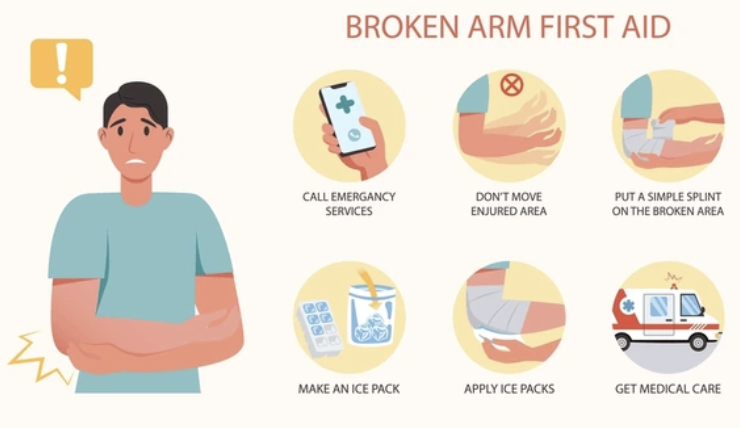 BROKEN ARM FIRST AID
!
CALL EMERGANCY
SERVICES
DON'T MOVE
ENJURED AREA
PUT A SIMPLE SPLINT
ON THE BROKEN AREA
MAKE AN ICE PACK
APPLY ICE PACKS
GET MEDICAL CARE